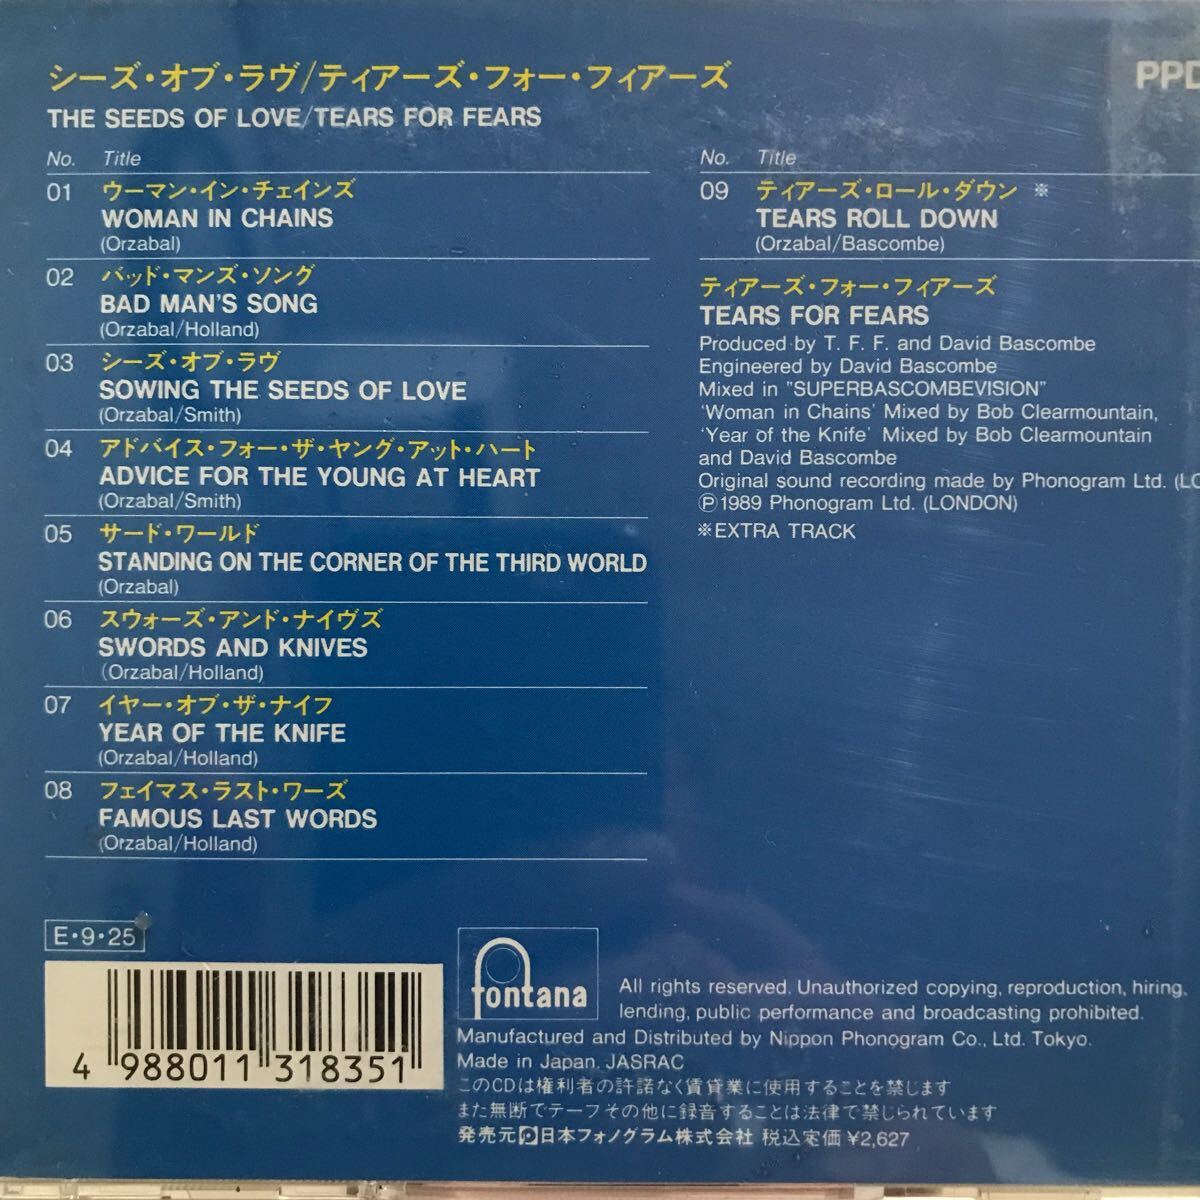 シーズ・オブ・ラヴ/ティアーズ・フォー・フィアーズ
PPD
THE SEEDS OF LOVE/TEARS FOR FEARS
No. Title
01 ウーマン・イン・チェインズ
WOMAN IN CHAINS
(Orzabal)
02 バッド・マンズ・ソング
BAD MAN'S SONG
(Orzabal/Holland)
03 シーズ・オブ・ラヴ
SOWING THE SEEDS OF LOVE
(Orzabal/Smith)
04 アドバイス・フォー・ザ・ヤング・アット・ハート
ADVICE FOR THE YOUNG AT HEART
(Orzabal/Smith)
05 サード・ワールド
STANDING ON THE CORNER OF THE THIRD WORLD
(Orzabal)
06 スウォーズ・アンド・ナイヴズ
SWORDS AND KNIVES
(Orzabal/Holland)
07 イヤー・オブ・ザ・ナイフ
YEAR OF THE KNIFE
(Orzabal/Holland)
08 フェイマス・ラスト・ワーズ
FAMOUS LAST WORDS
(Orzabal/Holland)
No. Title
09 ティアーズ・ロール・ダウン ※
TEARS ROLL DOWN
(Orzabal/Bascombe)
ティアーズ・フォー・フィアーズ
TEARS FOR FEARS
Produced by T. F. F. and David Bascombe
Engineered by David Bascombe
Mixed in "SUPERBASCOMBEVISION"
'Woman in Chains' Mixed by Bob Clearmountain,
'Year of the Knife' Mixed by Bob Clearmountain
and David Bascombe
Original sound recording made by Phonogram Ltd. (LO
Ⓟ1989 Phonogram Ltd. (LONDON)
※EXTRA TRACK
E・9・25
4 988011 318351
fontana
All rights reserved. Unauthorized copying, reproduction, hiring,
lending, public performance and broadcasting prohibited.
Manufactured and Distributed by Nippon Phonogram Co., Ltd. Tokyo.
Made in Japan. JASRAC
このCDは権利者の許諾なく賃貸業に使用することを禁じます
また無断でテープその他に録音することは法律で禁じられています
発売元 日本フォノグラム株式会社 税込定価¥2,627